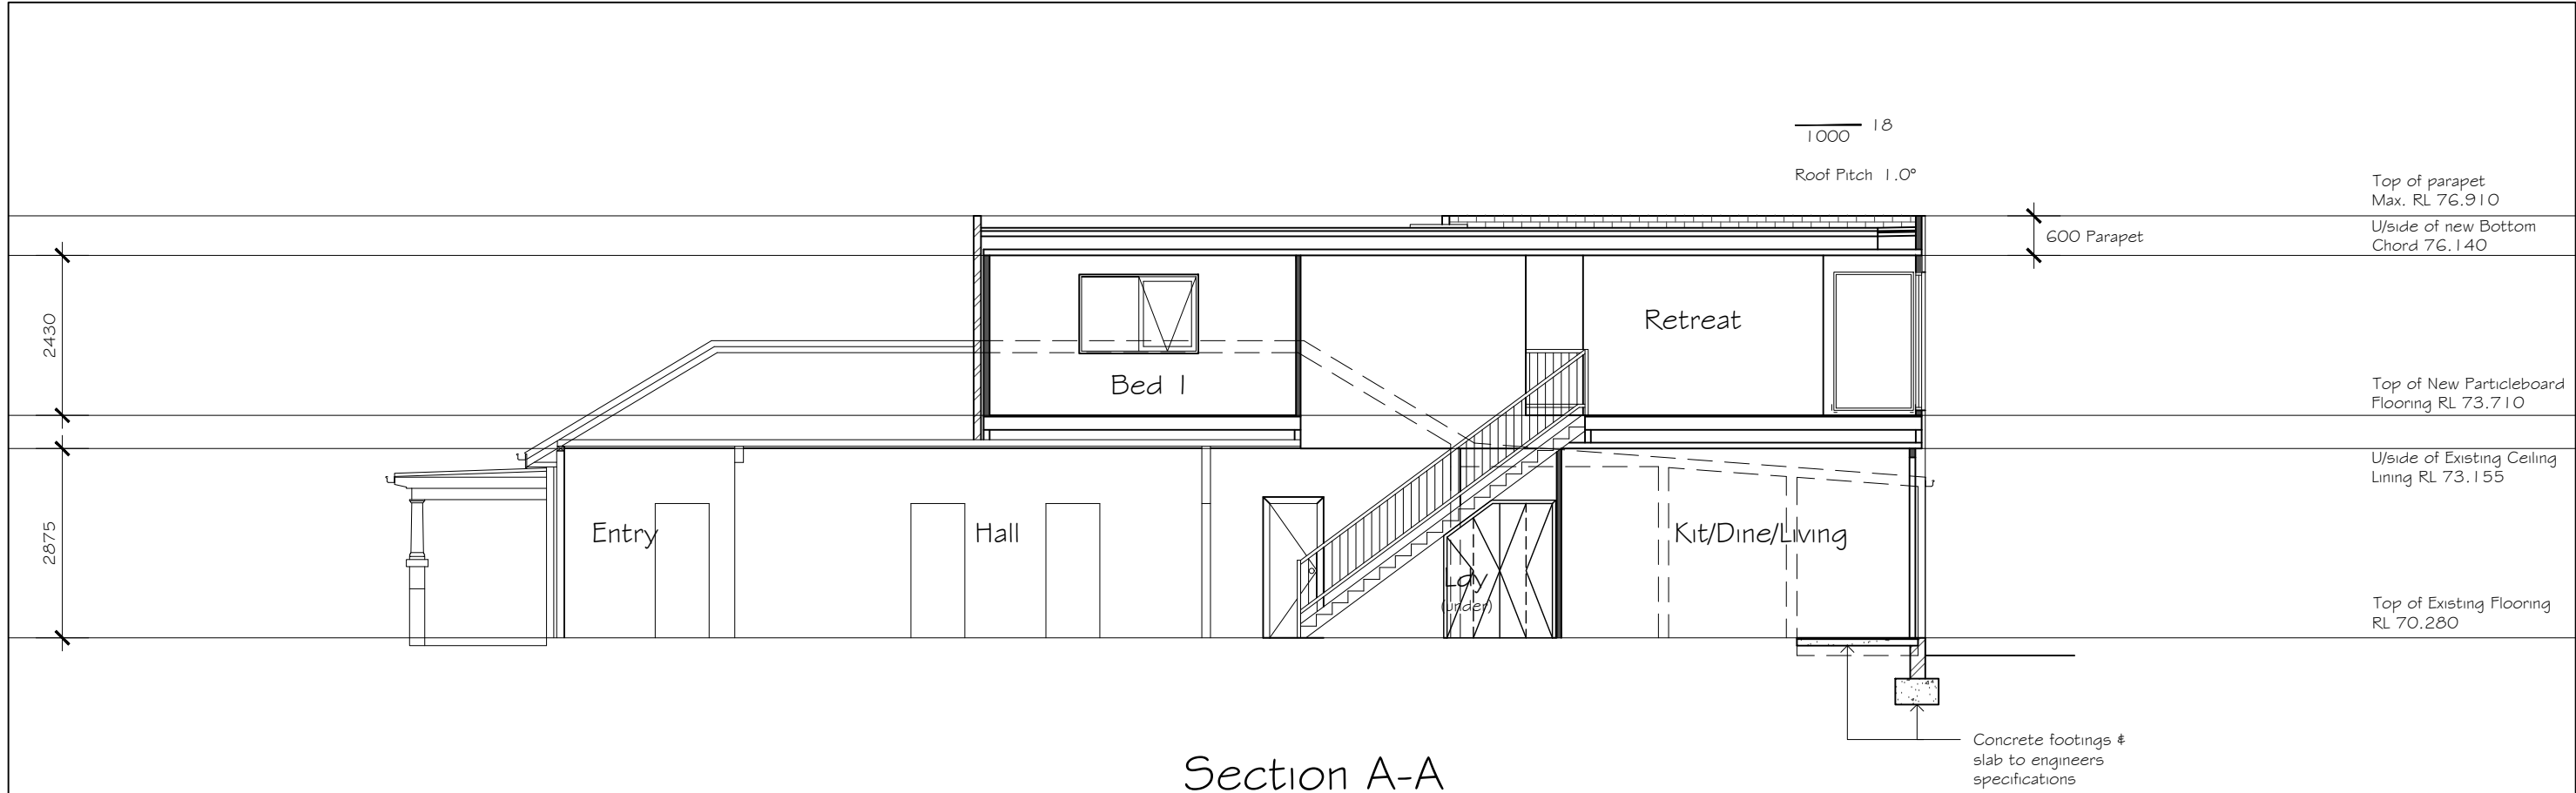 18
1000
Roof Pitch 1.0°
Top of parapet
Max. RL 76.910
U/side of new Bottom
Chord 76.140
600 Parapet
2430
Retreat
Bed 1
Top of New Particleboard
Flooring RL 73.710
U/side of Existing Ceiling
Lining RL 73.155
2875
Entry
Hall
Kit/Dine/Living
Ldy
(under)
Top of Existing Flooring
RL 70.280
Concrete footings &
slab to engineers
specifications
Section A-A